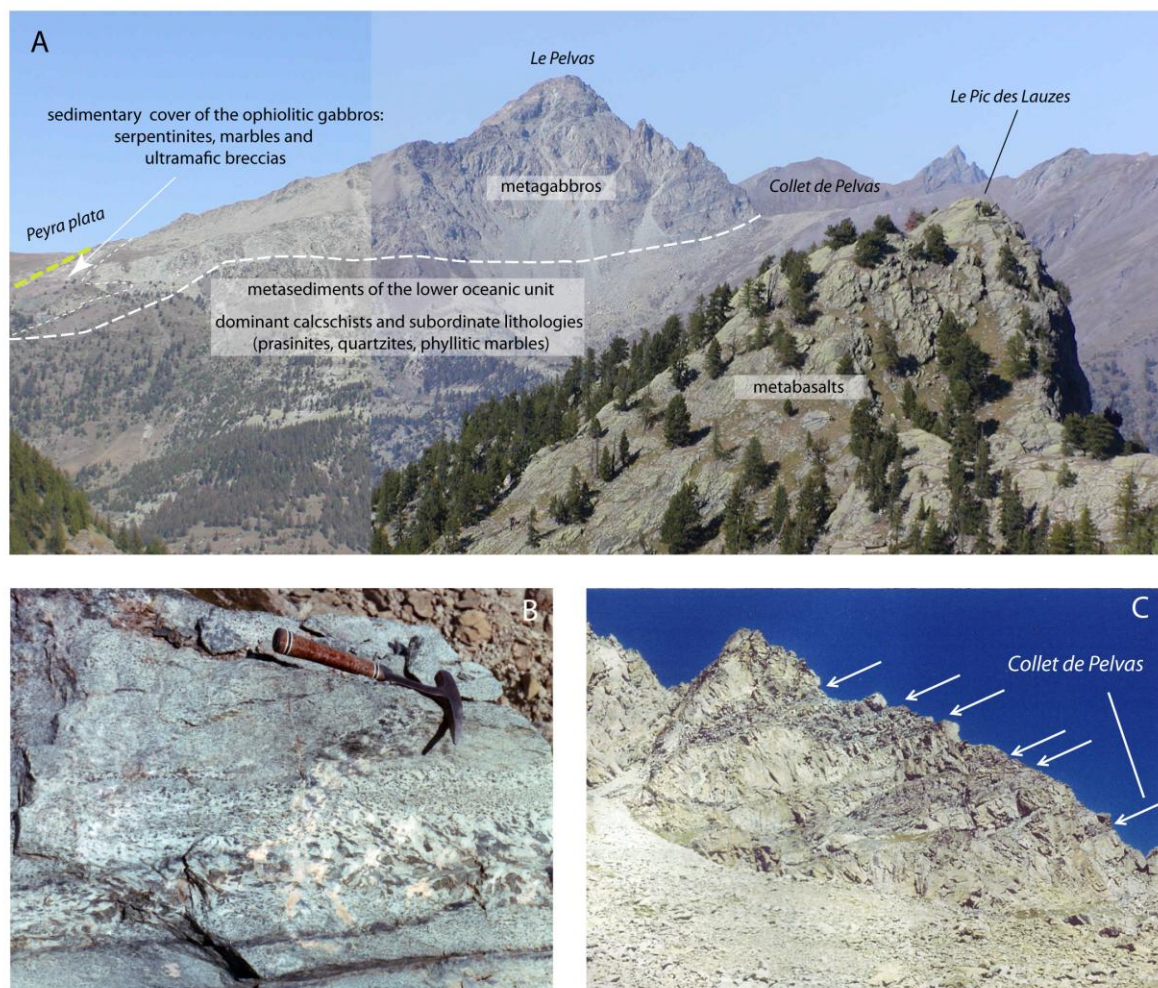 A
Le Pelvas
sedimentary cover of the ophiolitic gabbros:
serpentinites, marbles and
ultramafic breccias
Le Pic des Lauzes
Peyra plata
metagabbros
Collet de Pelvas
metasediments of the lower oceanic unit
dominant calcschists and subordinate lithologies
(prasinites, quartzites, phyllitic marbles)
metabasalts
B
C
Collet de Pelvas